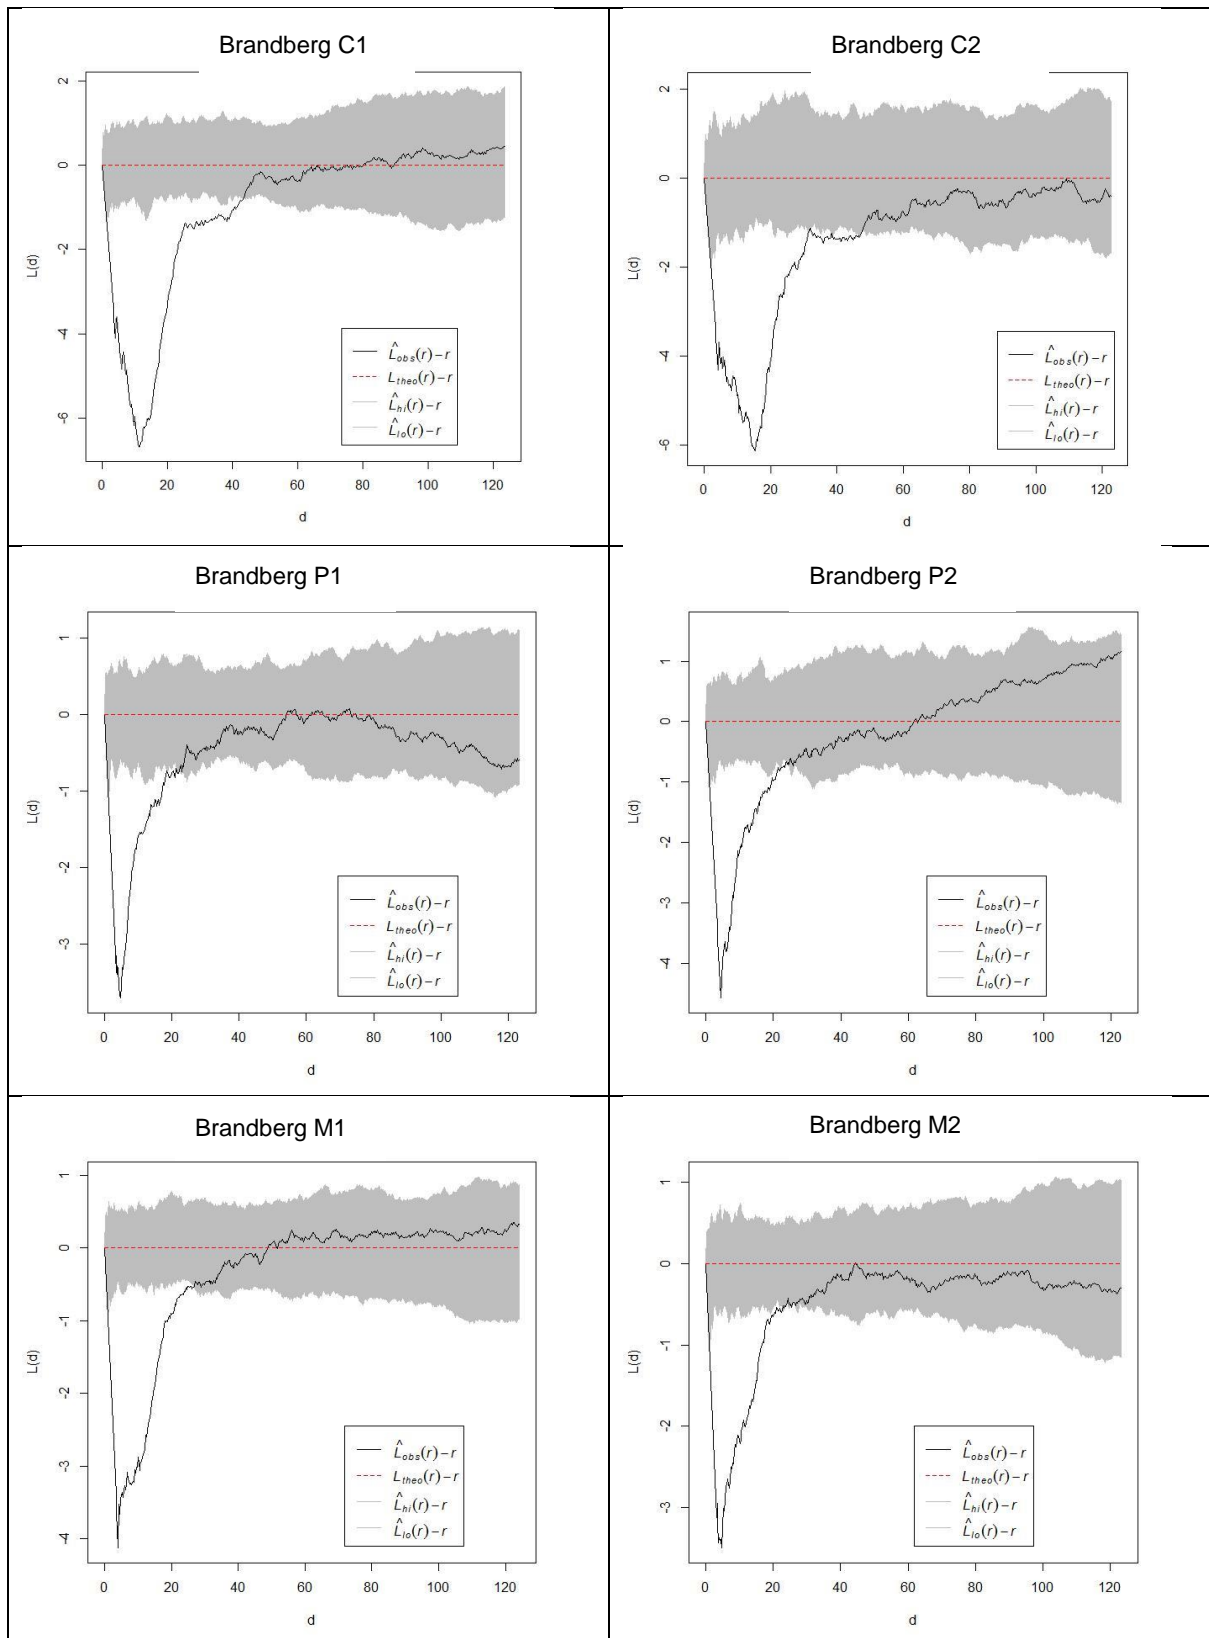 Brandberg C1
2
0
-2
-4
-6
L(d)
L̂obs(r)−r
Ltheo(r)−r
L̂hi(r)−r
L̂lo(r)−r
0 20 40 60 80 100 120
d
Brandberg C2
2
0
-2
-4
-6
L(d)
L̂obs(r)−r
Ltheo(r)−r
L̂hi(r)−r
L̂lo(r)−r
0 20 40 60 80 100 120
d
Brandberg P1
1
0
-1
-2
-3
L(d)
L̂obs(r)−r
Ltheo(r)−r
L̂hi(r)−r
L̂lo(r)−r
0 20 40 60 80 100 120
d
Brandberg P2
1
0
-1
-2
-3
-4
L(d)
L̂obs(r)−r
Ltheo(r)−r
L̂hi(r)−r
L̂lo(r)−r
0 20 40 60 80 100 120
d
Brandberg M1
1
0
-1
-2
-3
-4
L(d)
L̂obs(r)−r
Ltheo(r)−r
L̂hi(r)−r
L̂lo(r)−r
0 20 40 60 80 100 120
d
Brandberg M2
1
0
-1
-2
-3
L(d)
L̂obs(r)−r
Ltheo(r)−r
L̂hi(r)−r
L̂lo(r)−r
0 20 40 60 80 100 120
d